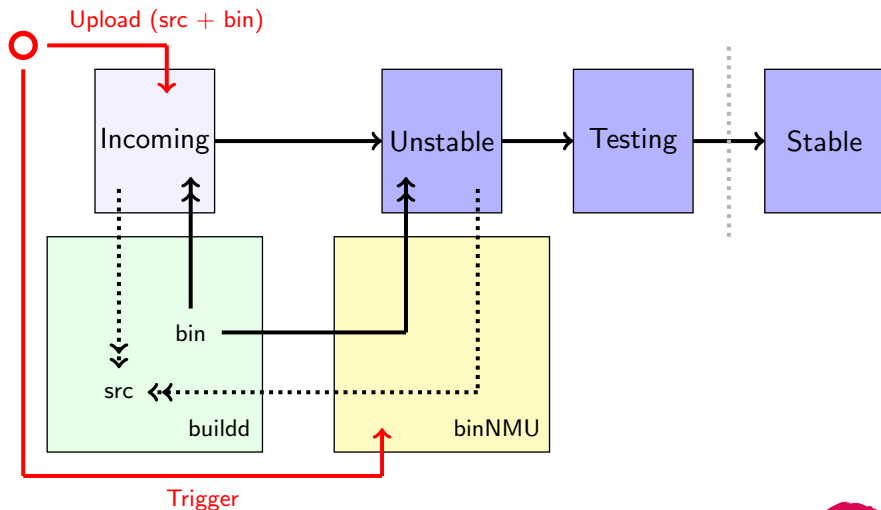 Upload (src + bin)
Incoming
Unstable
Testing
Stable
bin
src
buildd
binNMU
Trigger